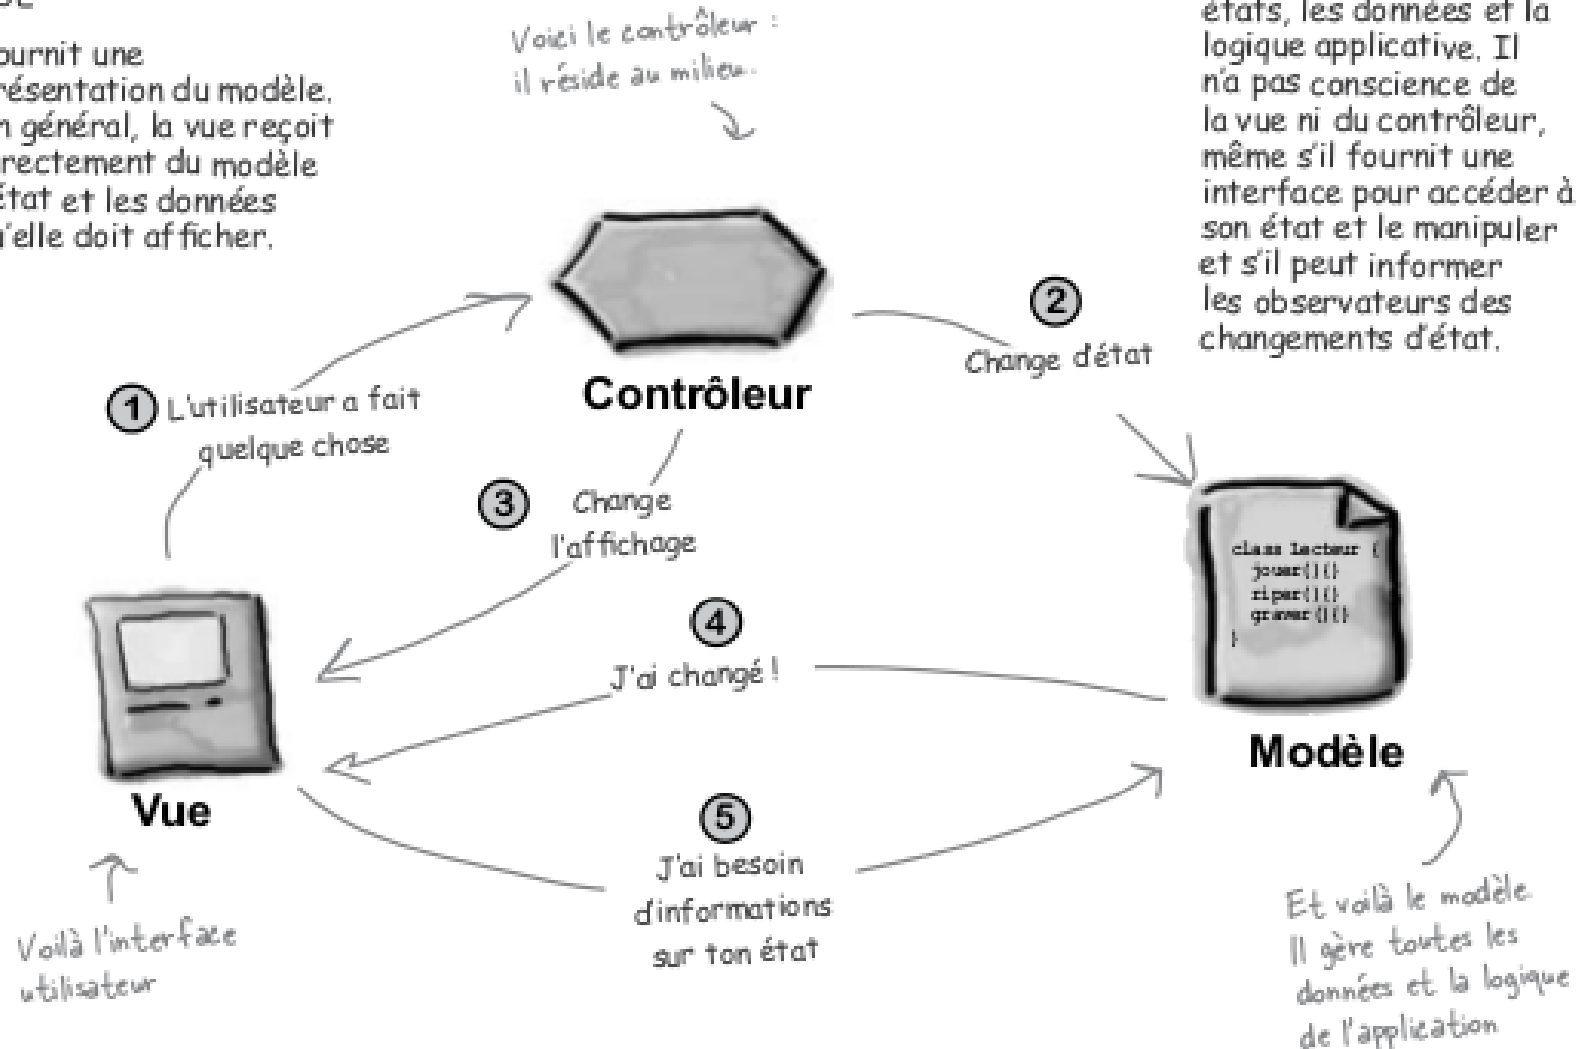 ournit une
résentation du modèle.
n général, la vue reçoit
rectement du modèle
état et les données
u'elle doit afficher.
Voici le contrôleur :
il réside au milieu.
états, les données et la
logique applicative. Il
n'a pas conscience de
la vue ni du contrôleur,
même s'il fournit une
interface pour accéder à
son état et le manipuler
et s'il peut informer
les observateurs des
changements d'état.
Contrôleur
1 L'utilisateur a fait
quelque chose
2
Change d'état
3 Change
l'affichage
4
J'ai changé !
5
J'ai besoin
d'informations
sur ton état
class Lecteur {
jouer(){}
riper(){}
graver(){}
}
Vue
Modèle
Voilà l'interface
utilisateur
Et voilà le modèle.
Il gère toutes les
données et la logique
de l'application